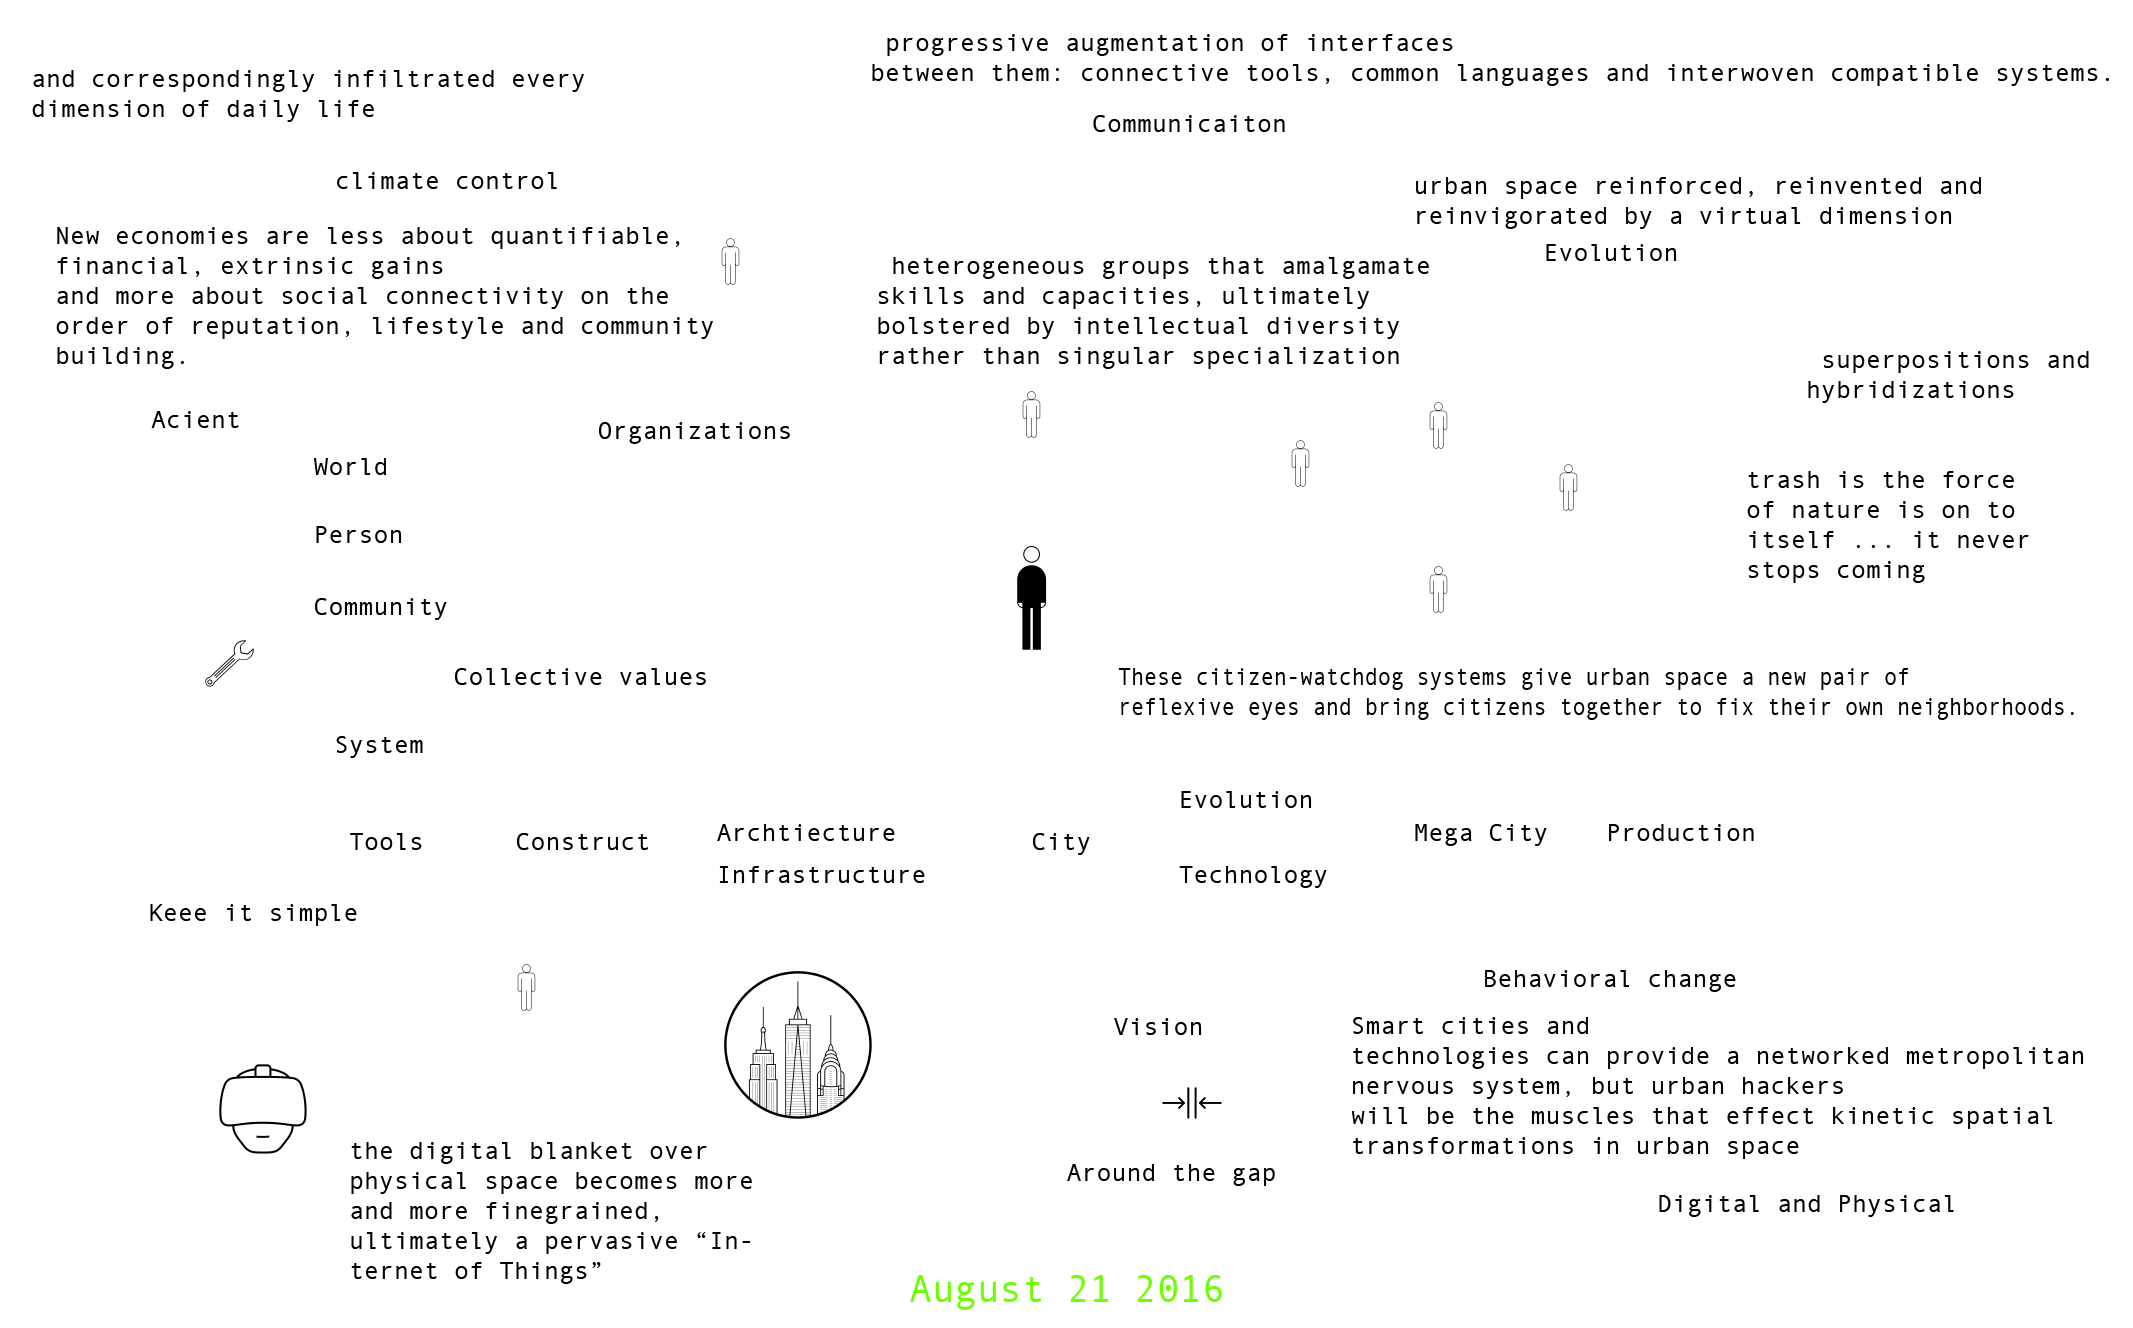 progressive augmentation of interfaces
between them: connective tools, common languages and interwoven compatible systems.
and correspondingly infiltrated every
dimension of daily life
Communicaiton
climate control
urban space reinforced, reinvented and
reinvigorated by a virtual dimension
Evolution
New economies are less about quantifiable,
financial, extrinsic gains
and more about social connectivity on the
order of reputation, lifestyle and community
building.
heterogeneous groups that amalgamate
skills and capacities, ultimately
bolstered by intellectual diversity
rather than singular specialization
superpositions and
hybridizations
Acient
Organizations
World
trash is the force
of nature is on to
itself ... it never
stops coming
Person
Community
Collective values
These citizen-watchdog systems give urban space a new pair of
reflexive eyes and bring citizens together to fix their own neighborhoods.
System
Evolution
Tools
Construct
Archtiecture
Infrastructure
City
Technology
Mega City
Production
Keee it simple
Behavioral change
Vision
Smart cities and
technologies can provide a networked metropolitan
nervous system, but urban hackers
will be the muscles that effect kinetic spatial
transformations in urban space
the digital blanket over
physical space becomes more
and more finegrained,
ultimately a pervasive “In-
ternet of Things”
Around the gap
Digital and Physical
August 21 2016